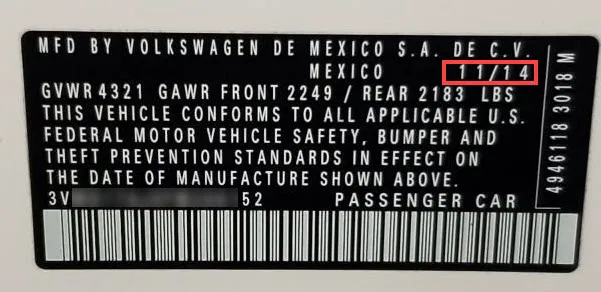 MFD BY VOLKSWAGEN DE MEXICO S.A. DE C.V.
MEXICO 11/14
GVWR 4321 GAWR FRONT 2249 / REAR 2183 LBS
THIS VEHICLE CONFORMS TO ALL APPLICABLE U.S.
FEDERAL MOTOR VEHICLE SAFETY, BUMPER AND
THEFT PREVENTION STANDARDS IN EFFECT ON
THE DATE OF MANUFACTURE SHOWN ABOVE.
3V 52 PASSENGER CAR
4946118 3018 M